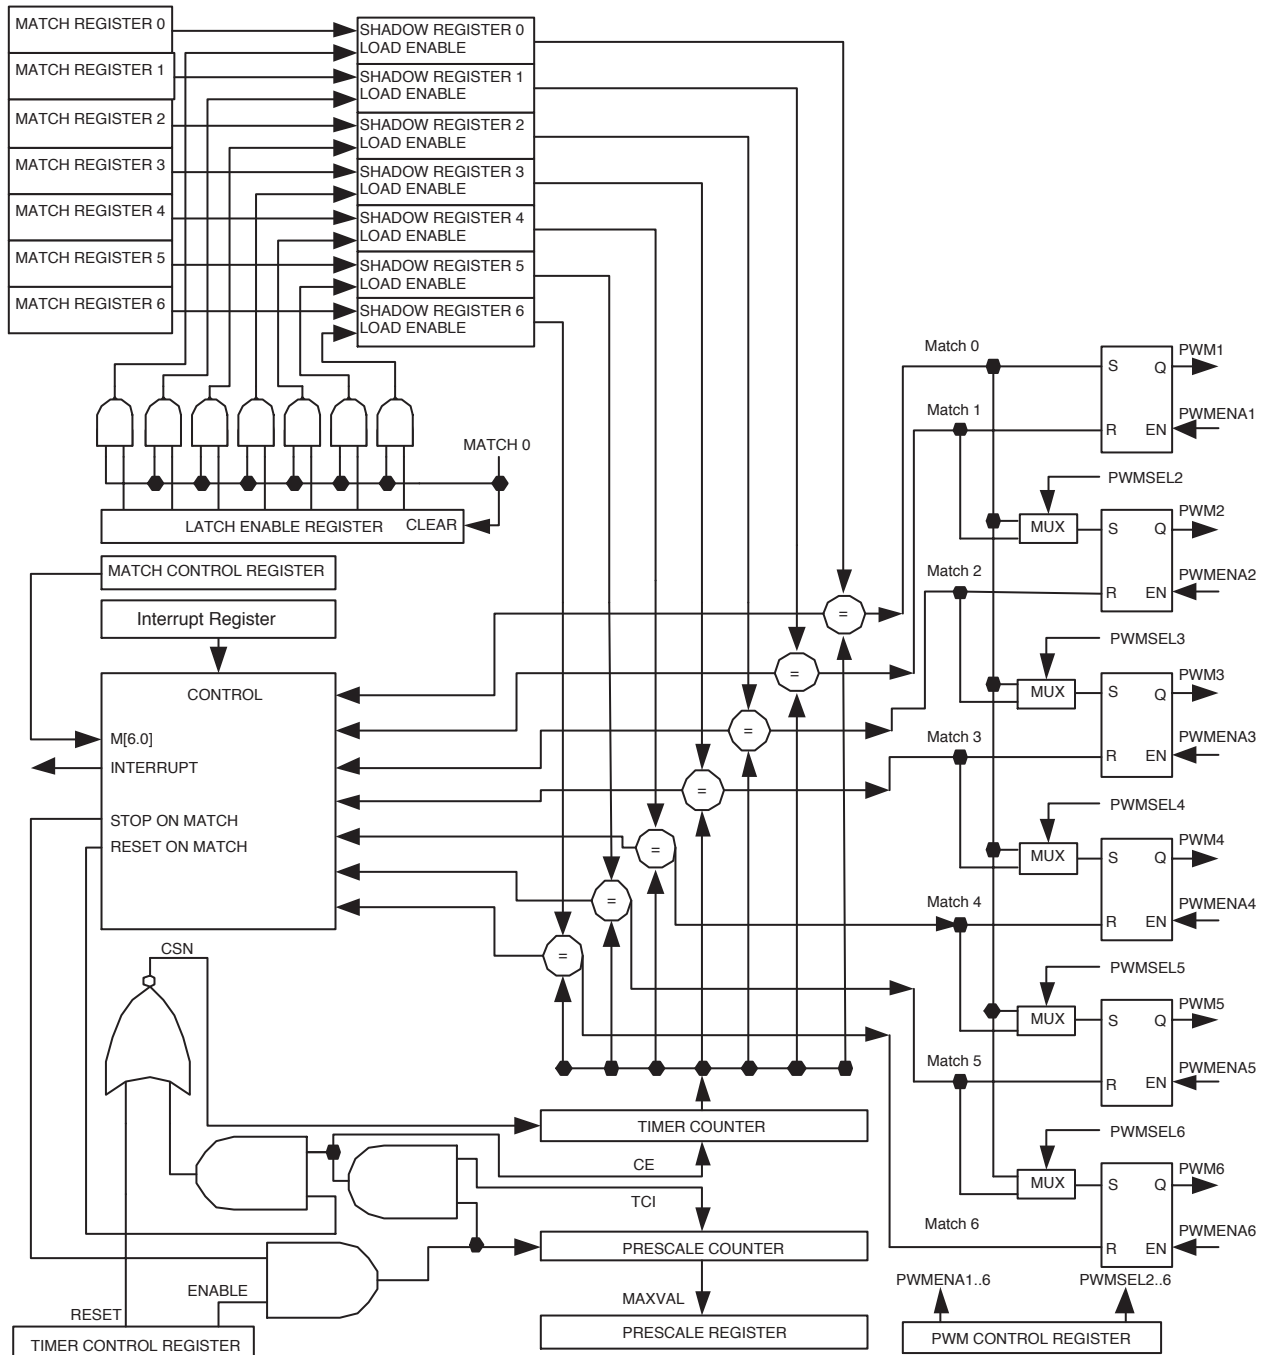 MATCH REGISTER 0
MATCH REGISTER 1
MATCH REGISTER 2
MATCH REGISTER 3
MATCH REGISTER 4
MATCH REGISTER 5
MATCH REGISTER 6
SHADOW REGISTER 0
LOAD ENABLE
SHADOW REGISTER 1
LOAD ENABLE
SHADOW REGISTER 2
LOAD ENABLE
SHADOW REGISTER 3
LOAD ENABLE
SHADOW REGISTER 4
LOAD ENABLE
SHADOW REGISTER 5
LOAD ENABLE
SHADOW REGISTER 6
LOAD ENABLE
MATCH 0
LATCH ENABLE REGISTER
CLEAR
MATCH CONTROL REGISTER
Interrupt Register
CONTROL
M[6.0]
INTERRUPT
STOP ON MATCH
RESET ON MATCH
=
=
=
=
=
=
=
CSN
TIMER COUNTER
CE
TCI
PRESCALE COUNTER
MAXVAL
PRESCALE REGISTER
ENABLE
RESET
TIMER CONTROL REGISTER
Match 0
S
Q
PWM1
Match 1
R
EN
PWMENA1
PWMSEL2
MUX
S
Q
PWM2
Match 2
R
EN
PWMENA2
PWMSEL3
MUX
S
Q
PWM3
Match 3
R
EN
PWMENA3
PWMSEL4
MUX
S
Q
PWM4
Match 4
R
EN
PWMENA4
PWMSEL5
MUX
S
Q
PWM5
Match 5
R
EN
PWMENA5
PWMSEL6
MUX
S
Q
PWM6
Match 6
R
EN
PWMENA6
PWMENA1..6
PWMSEL2..6
PWM CONTROL REGISTER